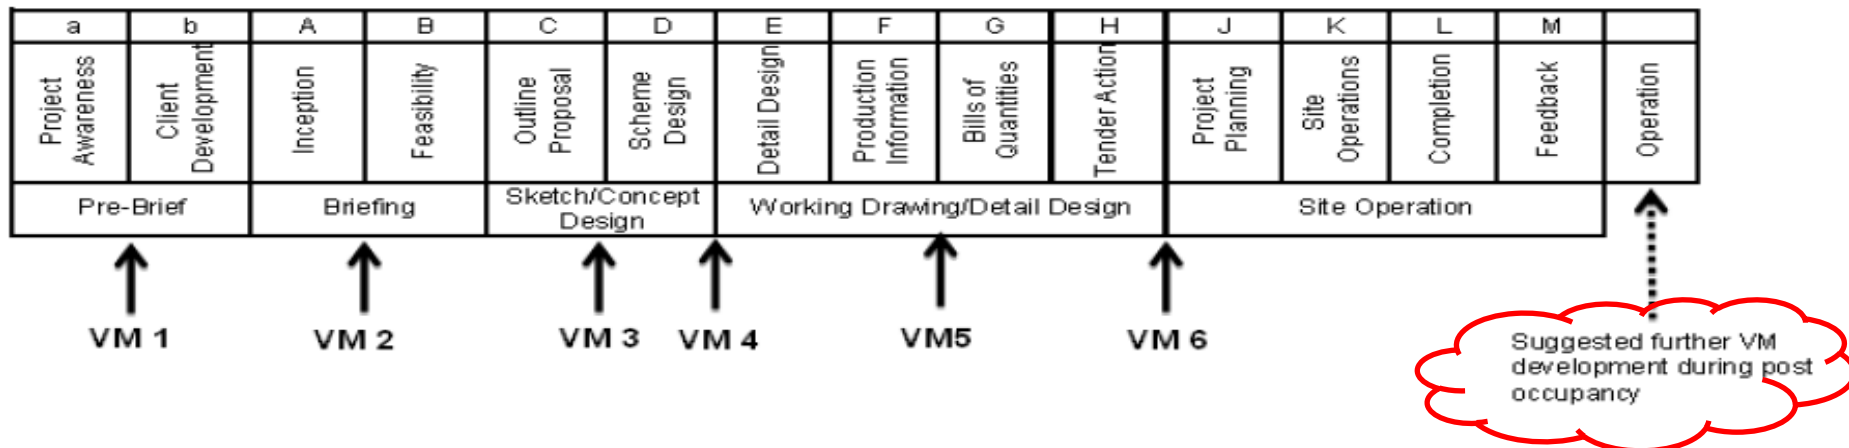 a b A B C D E F G H J K L M
Project
Awareness
Client
Development
Inception
Feasibility
Outline
Proposal
Scheme
Design
Detail Design
Production
Information
Bills of
Quantities
Tender Action
Project
Planning
Site
Operations
Completion
Feedback
Operation
Pre-Brief
Briefing
Sketch/Concept
Design
Working Drawing/Detail Design
Site Operation
VM 1
VM 2
VM 3
VM 4
VM5
VM 6
Suggested further VM
development during post
occupancy